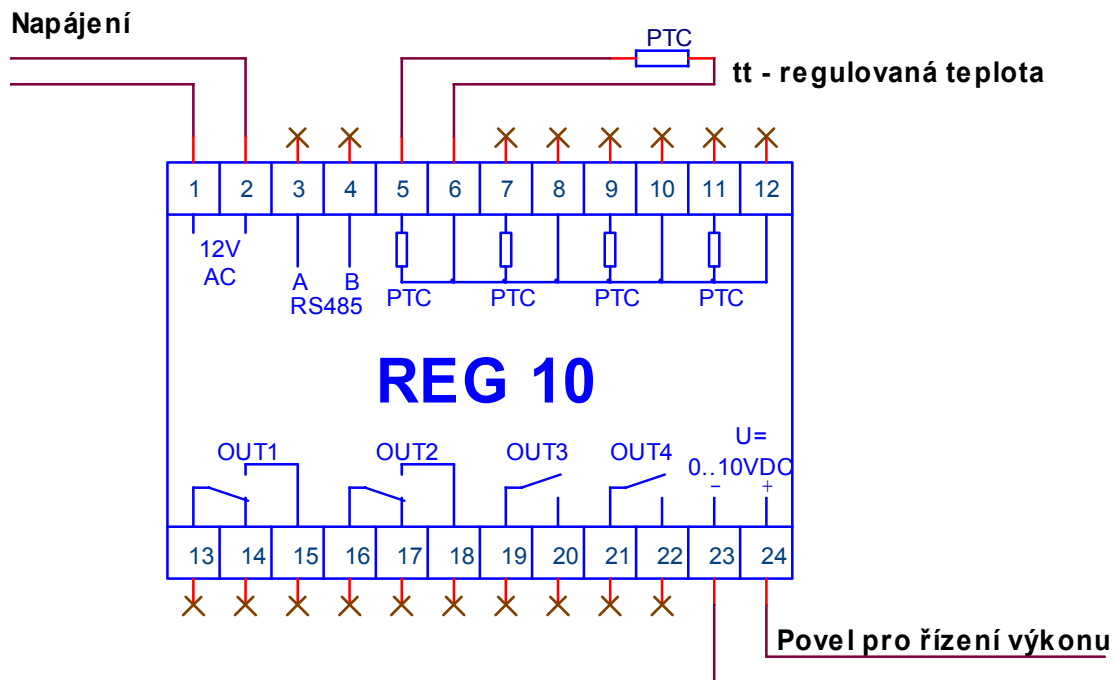 Napájení
PTC
tt - regulovaná teplota
1 2 3 4 5 6 7 8 9 10 11 12
12V
AC
A B
RS485
PTC PTC PTC PTC
REG 10
OUT1 OUT2 OUT3 OUT4
U=
0..10VDC
- +
13 14 15 16 17 18 19 20 21 22 23 24
Povel pro řízení výkonu